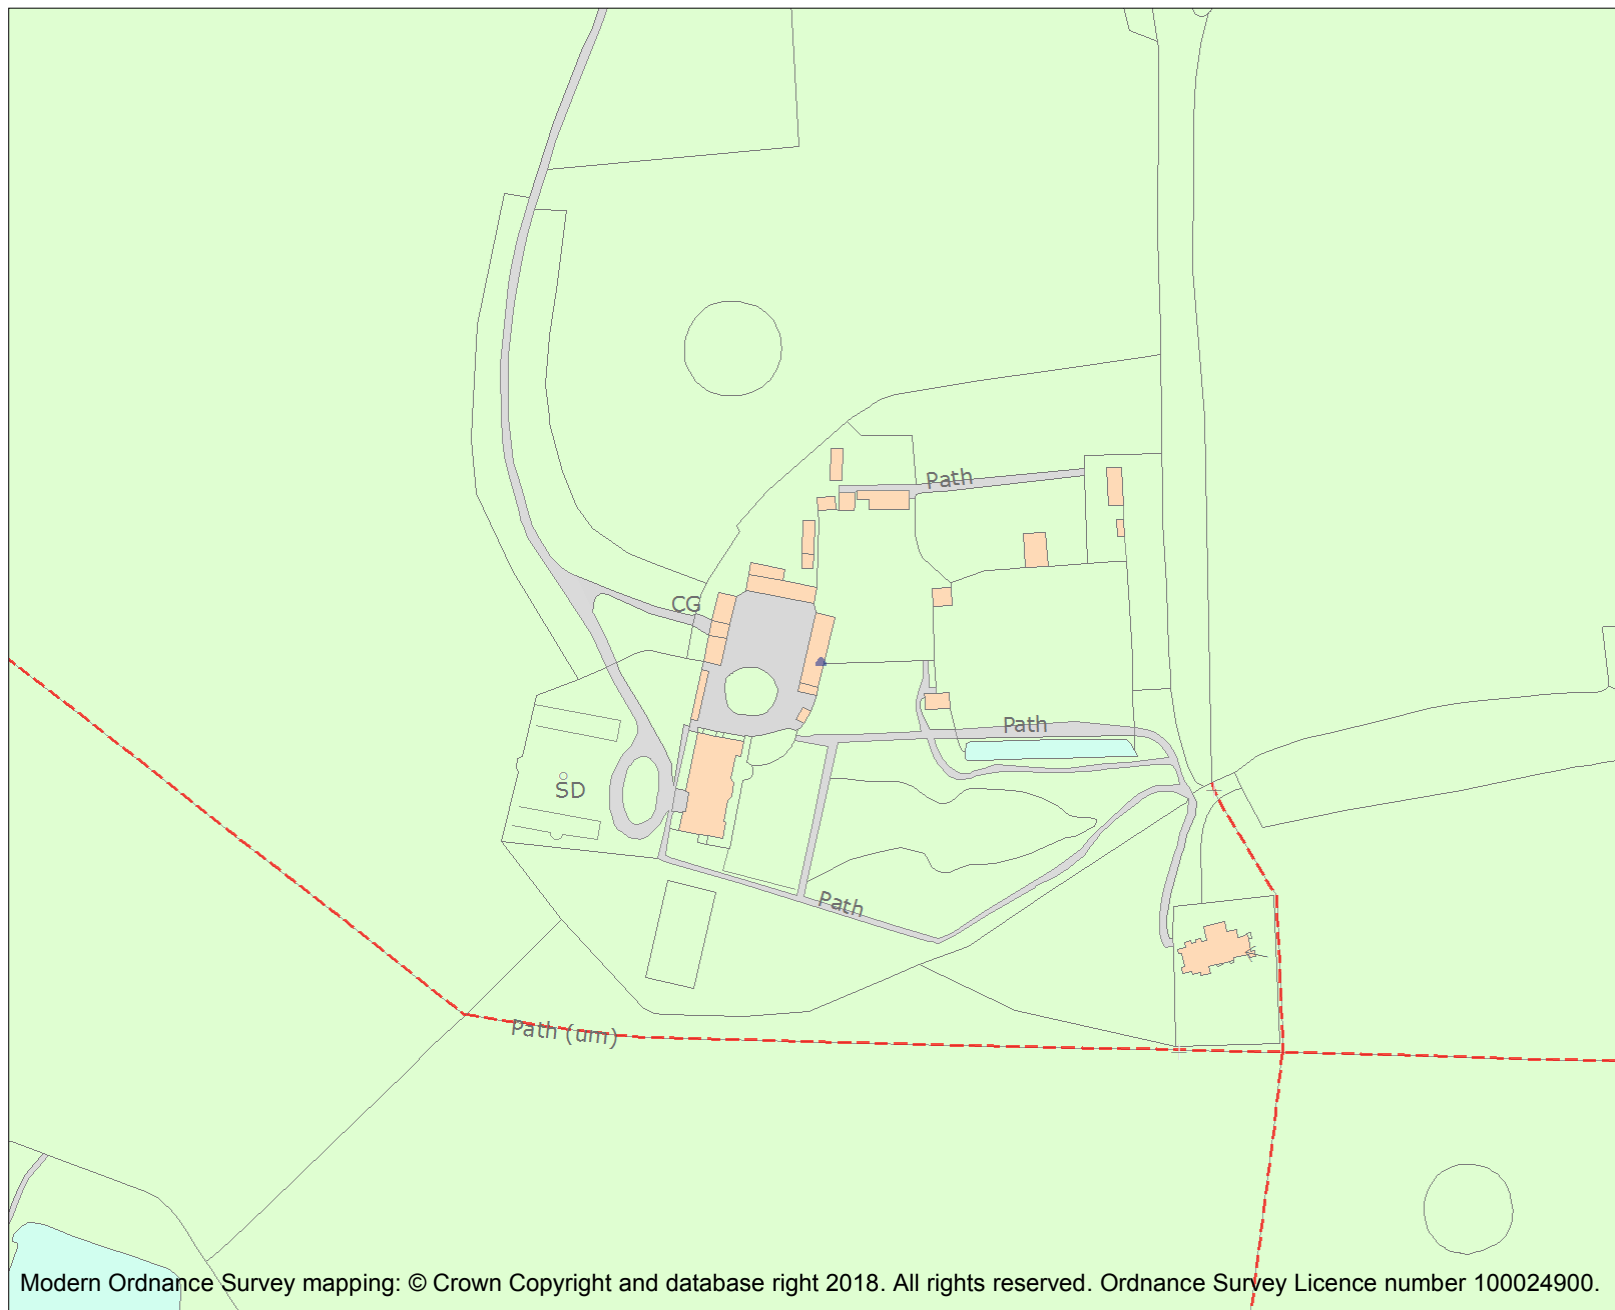 Path
CG
Path
SD
Path
Path (um)
Modern Ordnance Survey mapping: © Crown Copyright and database right 2018. All rights reserved. Ordnance Survey Licence number 100024900.